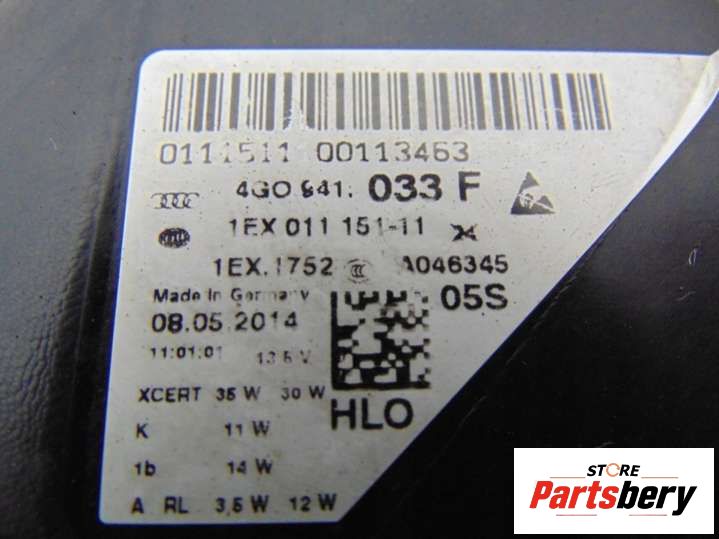 0111511 00113463
4G0 941. 033 F
1EX 011 151-11
1EX.1752 A046345
Made in Germany 05S
08.05.2014
11:01:01 13.5 V
XCERT 35 W 30 W
HLO
K 11 W
1b 14 W
A RL 3,5 W 12 W
STORE
Partsbery